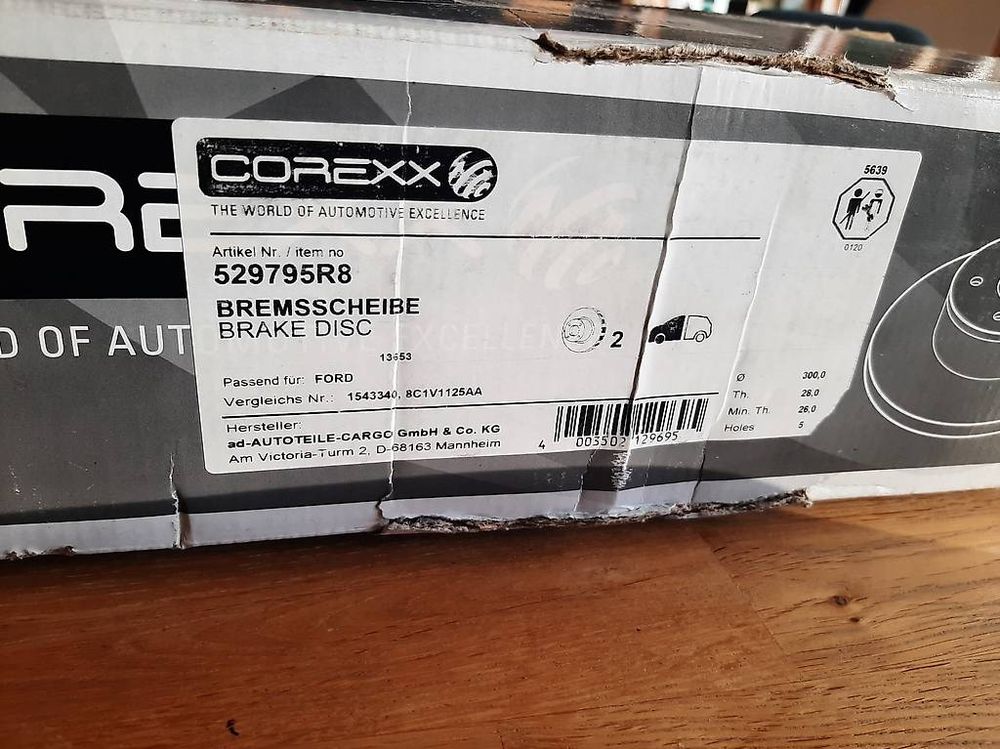 COREXX
THE WORLD OF AUTOMOTIVE EXCELLENCE
5639
0120
Artikel Nr. / item no
529795R8
BREMSSCHEIBE
BRAKE DISC
2
13653
Passend für: FORD
Vergleichs Nr.: 1543340, 8C1V1125AA
Hersteller:
ad-AUTOTEILE-CARGO GmbH & Co. KG
Am Victoria-Turm 2, D-68163 Mannheim
4 003502 129695
Ø 300,0
Th. 28,0
Min. Th. 26,0
Holes 5
RE
D OF AUTOMOTIVE EXCELLEN